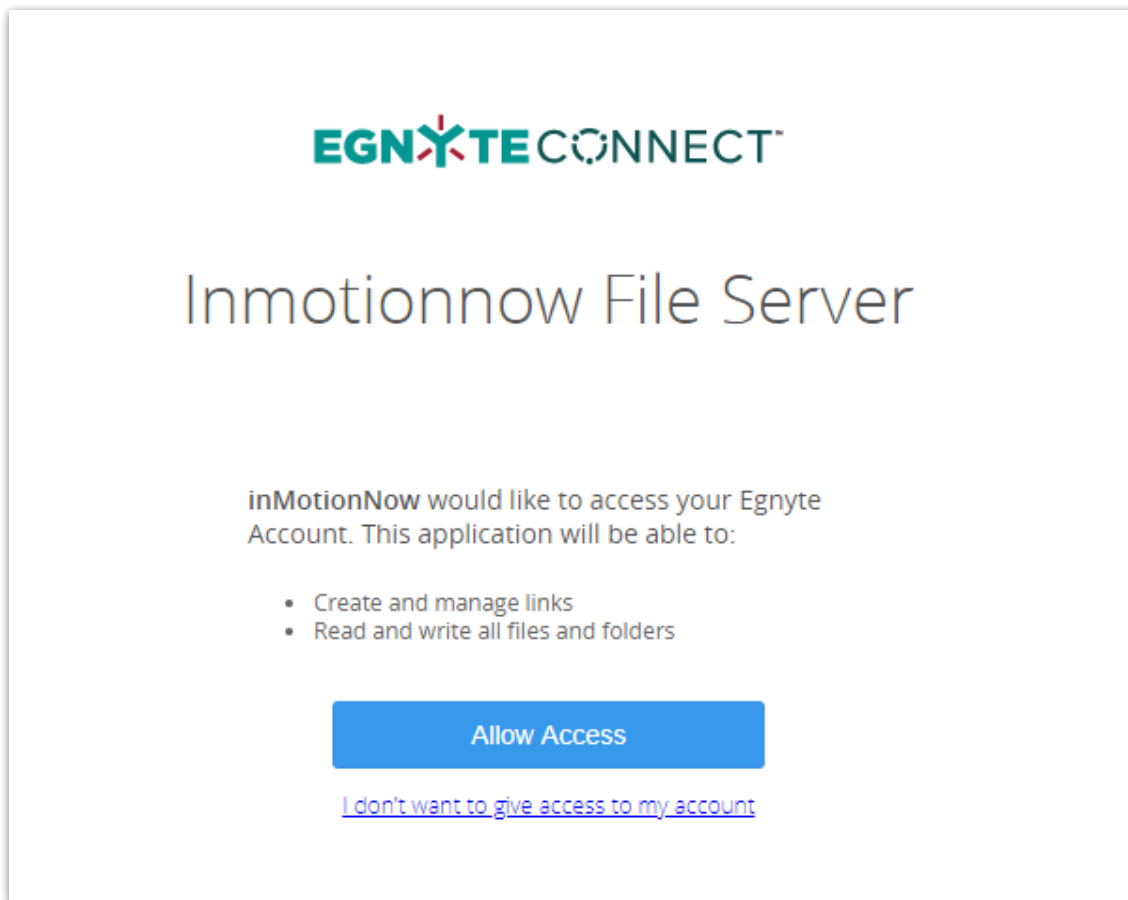 EGNYTE CONNECT™
Inmotionnow File Server
inMotionNow would like to access your Egnyte
Account. This application will be able to:
• Create and manage links
• Read and write all files and folders
Allow Access
I don't want to give access to my account